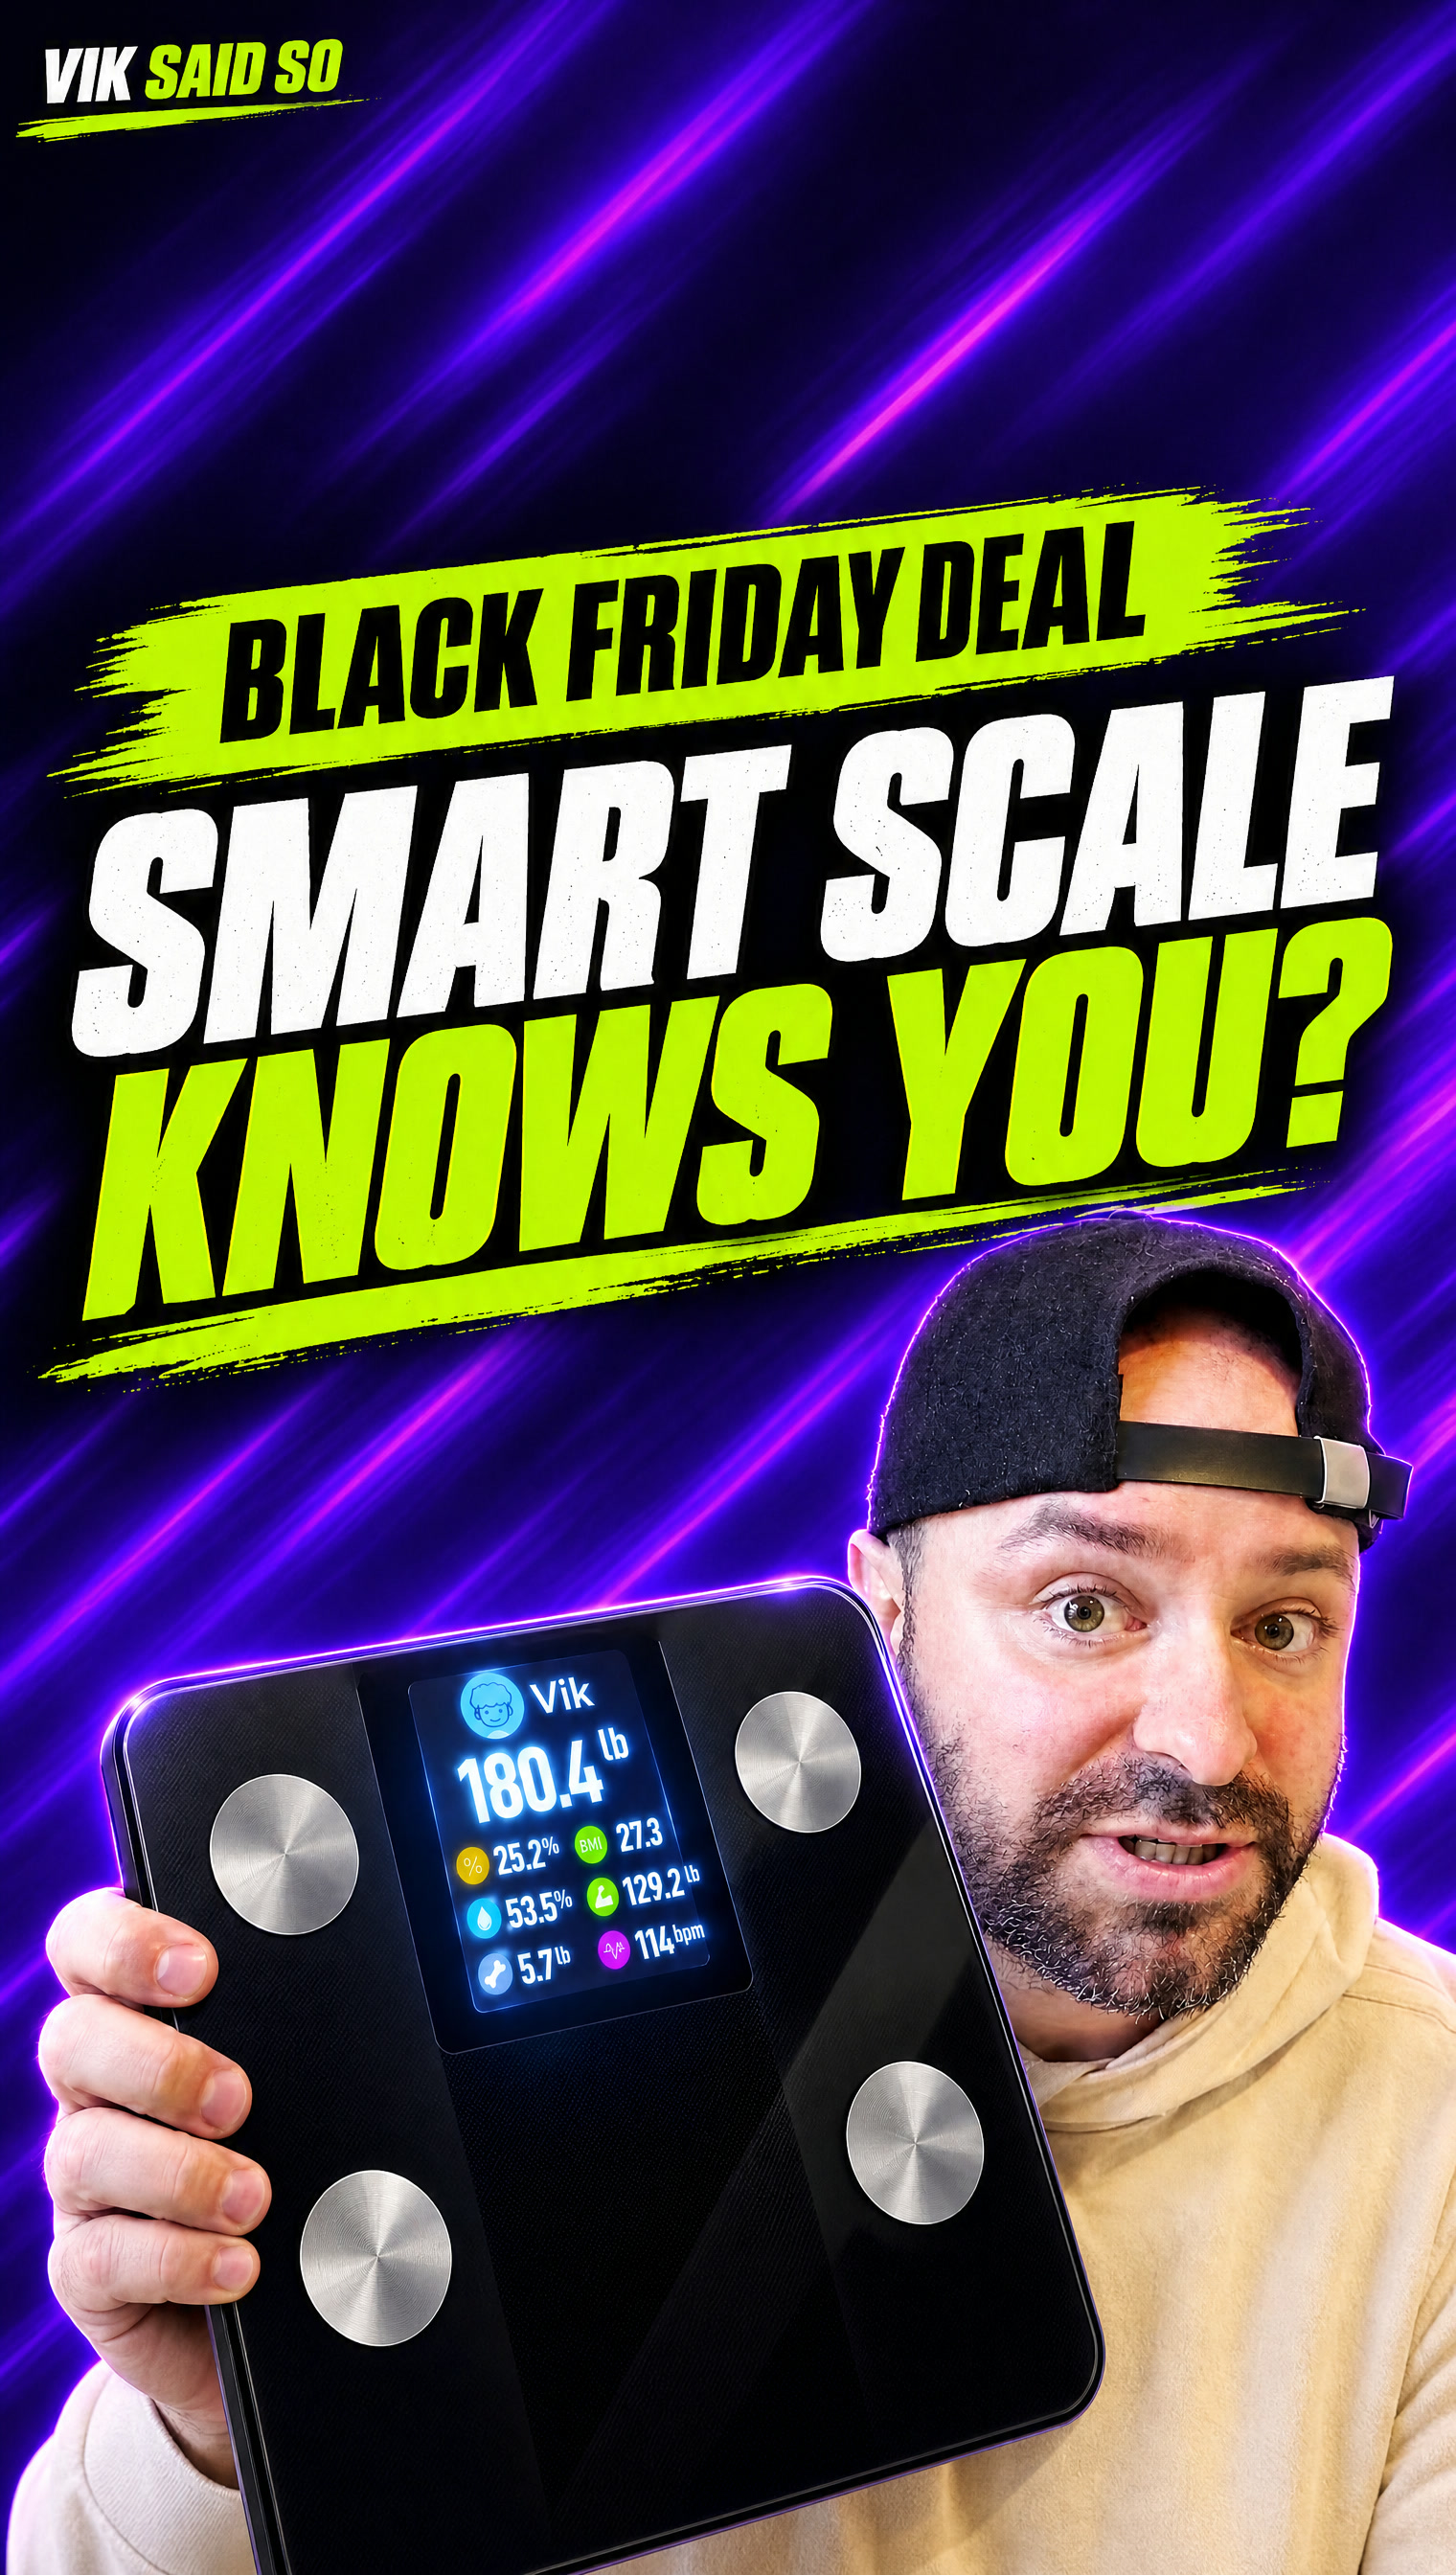 VIK SAID SO
BLACK FRIDAY DEAL
SMART SCALE
KNOWS YOU?
Vik
180.4 lb
% 25.2% BMI 27.3
53.5% 129.2 lb
5.7 lb 114 bpm